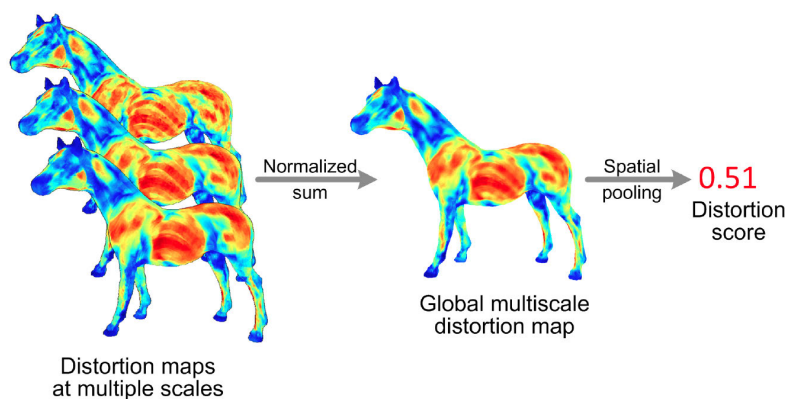 Normalized
sum
Spatial
pooling
0.51
Distortion
score
Global multiscale
distortion map
Distortion maps
at multiple scales